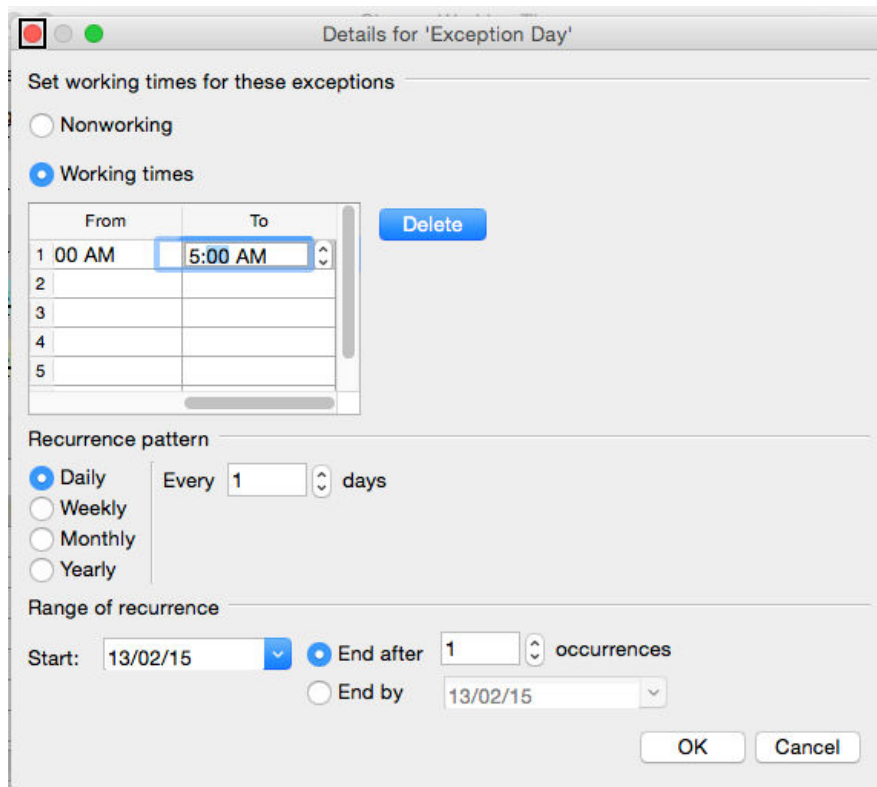 Details for 'Exception Day'
Set working times for these exceptions
Nonworking
Working times
From To
Delete
1 00 AM 5:00 AM
2
3
4
5
Recurrence pattern
Daily Every 1 days
Weekly
Monthly
Yearly
Range of recurrence
Start: 13/02/15 End after 1 occurrences
End by 13/02/15
OK Cancel